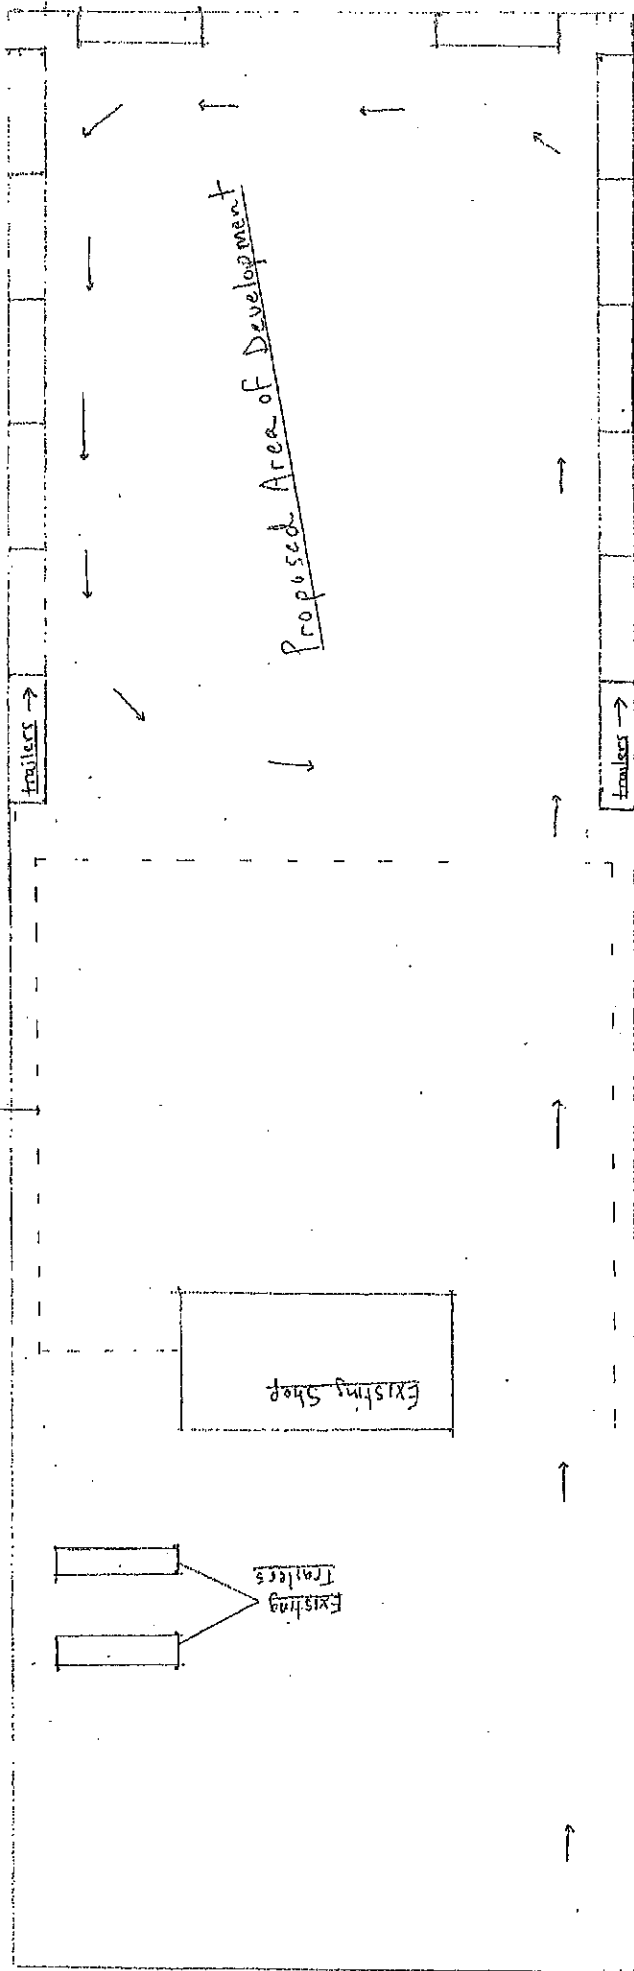 Proposed Area of Development
trailers →
trailers →
Existing Shop
Existing
Trailers